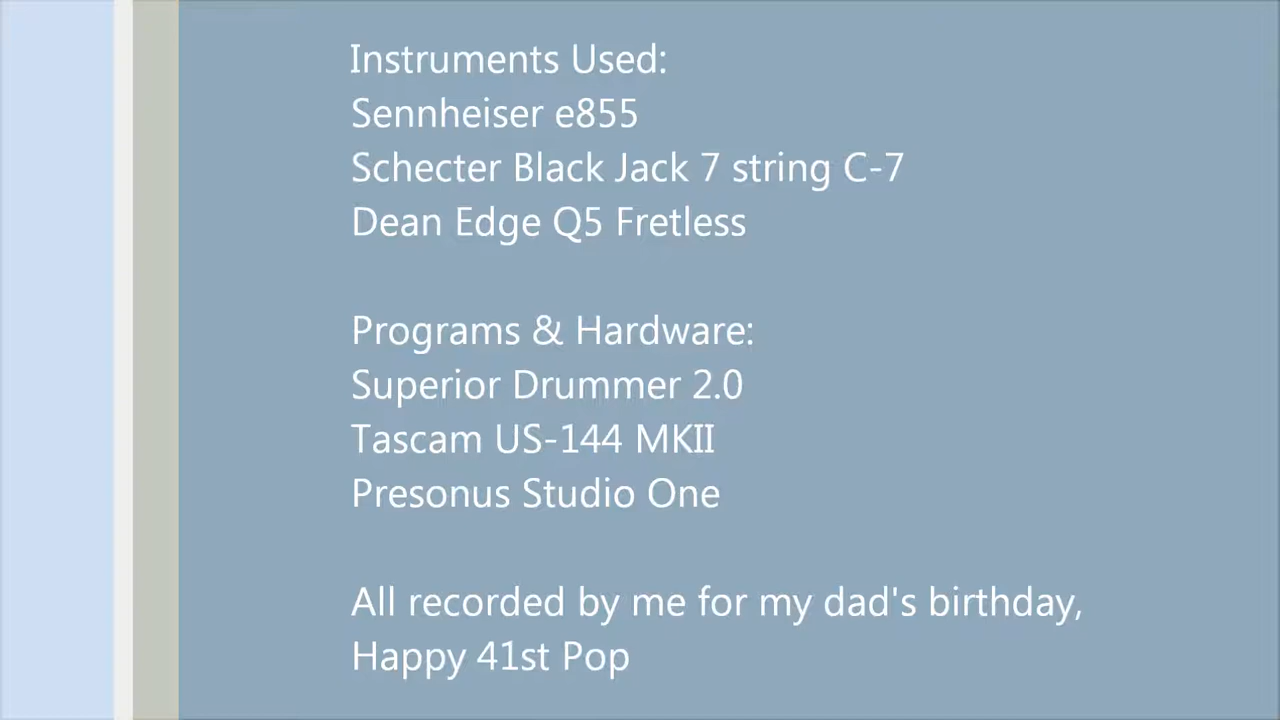 Instruments Used:
Sennheiser e855
Schecter Black Jack 7 string C-7
Dean Edge Q5 Fretless
Programs & Hardware:
Superior Drummer 2.0
Tascam US-144 MKII
Presonus Studio One
All recorded by me for my dad's birthday,
Happy 41st Pop